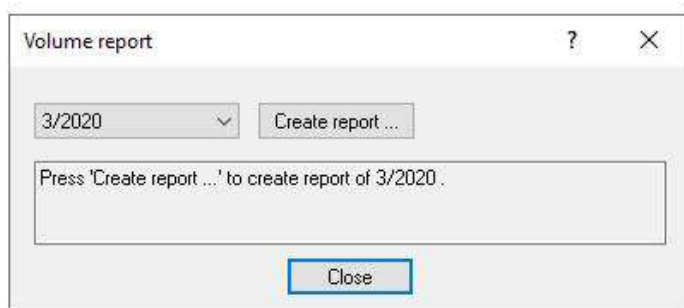 Volume report
?
3/2020
Create report ...
Press 'Create report ...' to create report of 3/2020 .
Close